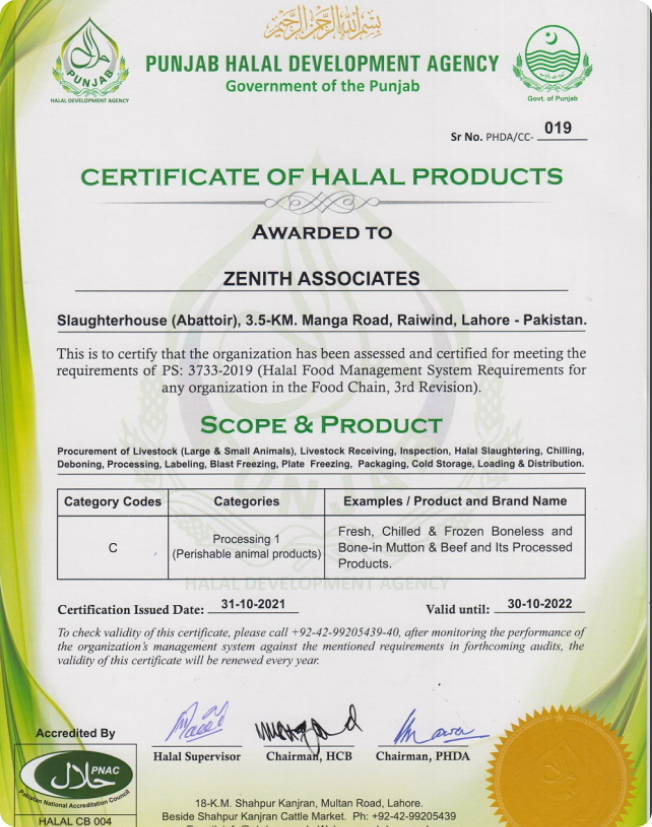 بسم الله الرحمن الرحيم
PUNJAB HALAL DEVELOPMENT AGENCY
Government of the Punjab
PUNJAB
HALAL DEVELOPMENT AGENCY
Govt. of Punjab
Sr No. PHDA/CC- 019
CERTIFICATE OF HALAL PRODUCTS
AWARDED TO
ZENITH ASSOCIATES
Slaughterhouse (Abattoir), 3.5-KM. Manga Road, Raiwind, Lahore - Pakistan.
This is to certify that the organization has been assessed and certified for meeting the
requirements of PS: 3733-2019 (Halal Food Management System Requirements for
any organization in the Food Chain, 3rd Revision).
SCOPE & PRODUCT
Procurement of Livestock (Large & Small Animals), Livestock Receiving, Inspection, Halal Slaughtering, Chilling,
Deboning, Processing, Labeling, Blast Freezing, Plate Freezing, Packaging, Cold Storage, Loading & Distribution.
Category Codes Categories Examples / Product and Brand Name
C
Processing 1
(Perishable animal products)
Fresh, Chilled & Frozen Boneless and
Bone-in Mutton & Beef and Its Processed
Products.
HALAL DEVELOPMENT AGENCY
Certification Issued Date: 31-10-2021 Valid until: 30-10-2022
To check validity of this certificate, please call +92-42-99205439-40, after monitoring the performance of
the organization's management system against the mentioned requirements in forthcoming audits, the
validity of this certificate will be renewed every year.
Accredited By
Halal Supervisor Chairman, HCB Chairman, PHDA
حلال PNAC
Pakistan National Accreditation Council
HALAL CB 004
18-K.M. Shahpur Kanjran, Multan Road, Lahore.
Beside Shahpur Kanjran Cattle Market. Ph: +92-42-99205439